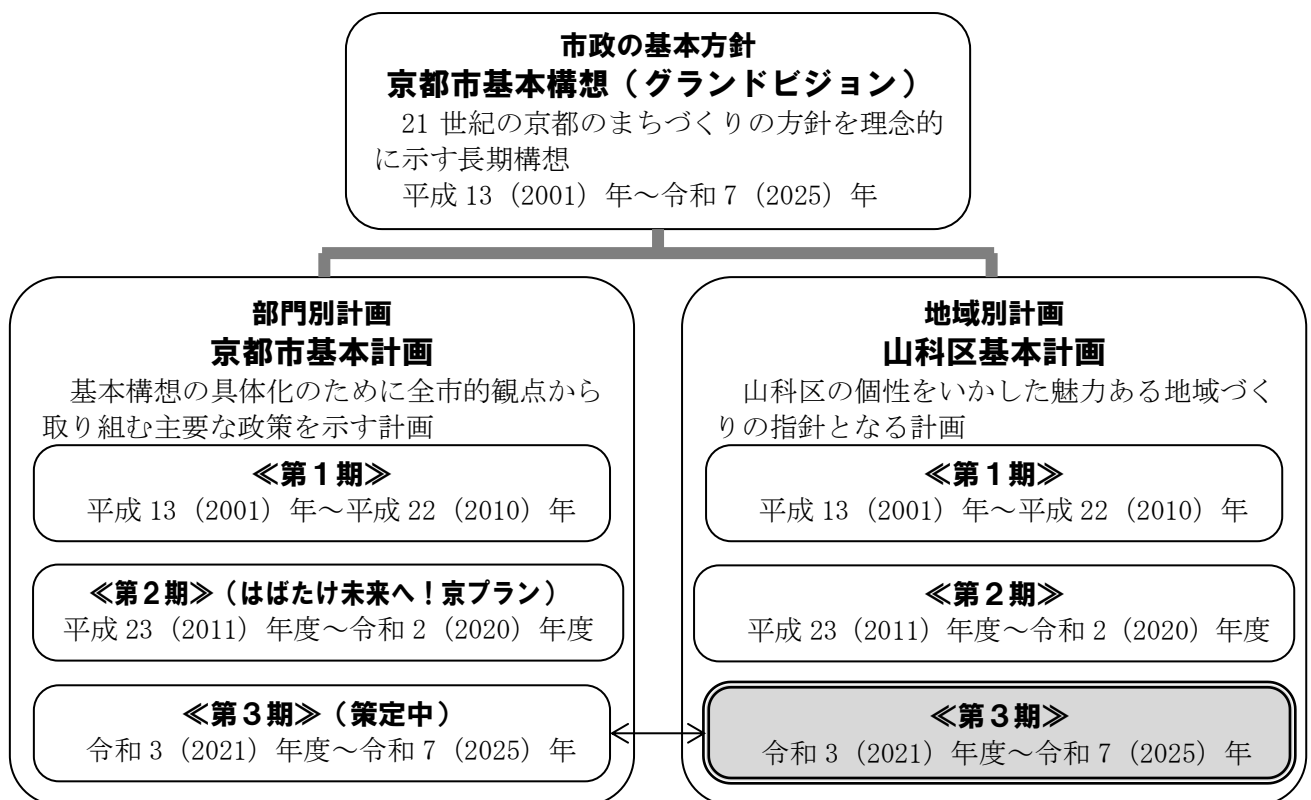 市政の基本方針
京都市基本構想（グランドビジョン）
21 世紀の京都のまちづくりの方針を理念的
に示す長期構想
平成 13（2001）年～令和 7（2025）年
部門別計画
京都市基本計画
基本構想の具体化のために全市的観点から
取り組む主要な政策を示す計画
≪第１期≫
平成 13（2001）年～平成 22（2010）年
≪第２期≫（はばたけ未来へ！京プラン）
平成 23（2011）年度～令和 2（2020）年度
≪第３期≫（策定中）
令和 3（2021）年度～令和 7（2025）年
地域別計画
山科区基本計画
山科区の個性をいかした魅力ある地域づく
りの指針となる計画
≪第１期≫
平成 13（2001）年～平成 22（2010）年
≪第２期≫
平成 23（2011）年度～令和 2（2020）年度
≪第３期≫
令和 3（2021）年度～令和 7（2025）年